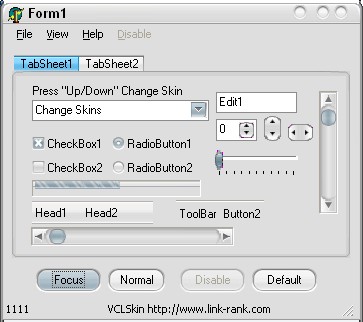 Form1
File View Help Disable
TabSheet1 TabSheet2
Press "Up/Down" Change Skin
Change Skins
Edit1
0
CheckBox1 RadioButton1
CheckBox2 RadioButton2
Head1 Head2
ToolBar Button2
Focus Normal Disable Default
1111 VCLSkin http://www.link-rank.com